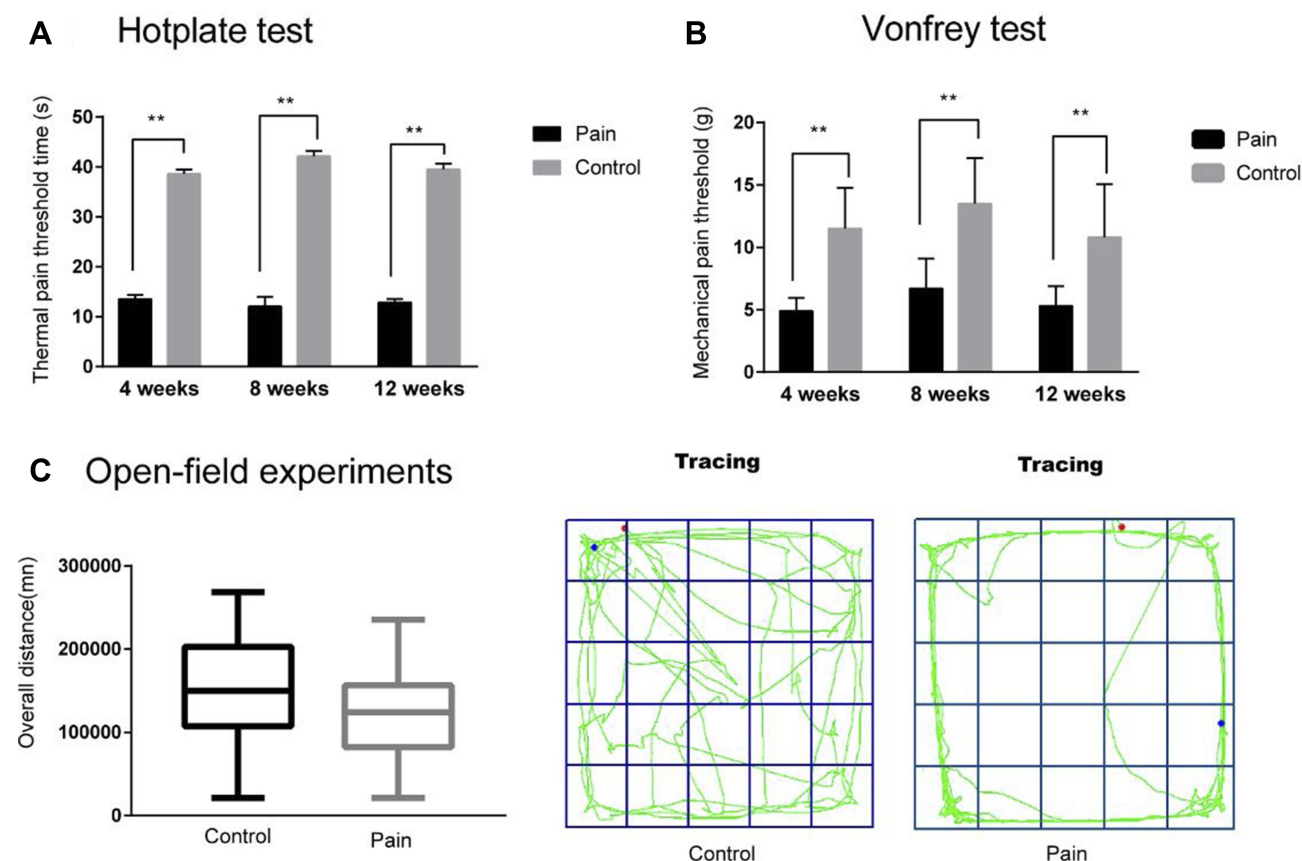 A Hotplate test
Thermal pain threshold time (s)
50
40
30
20
10
0
**
**
**
4 weeks 8 weeks 12 weeks
Pain
Control
B Vonfrey test
Mechanical pain threshold (g)
20
15
10
5
0
**
**
**
4 weeks 8 weeks 12 weeks
Pain
Control
C Open-field experiments
Overall distance(mn)
300000
200000
100000
0
Control Pain
Tracing
Control
Tracing
Pain